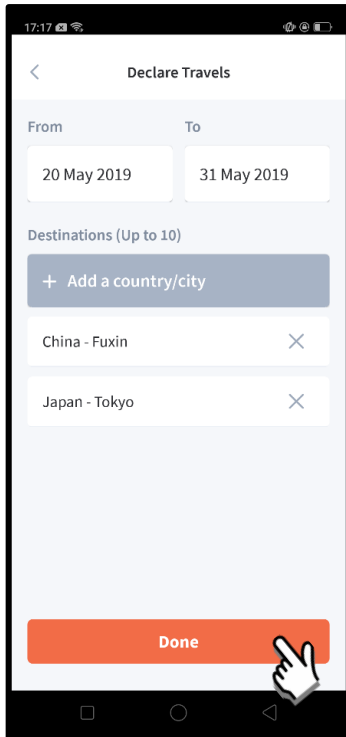 17:17
Declare Travels
From To
20 May 2019 31 May 2019
Destinations (Up to 10)
+ Add a country/city
China - Fuxin
Japan - Tokyo
Done